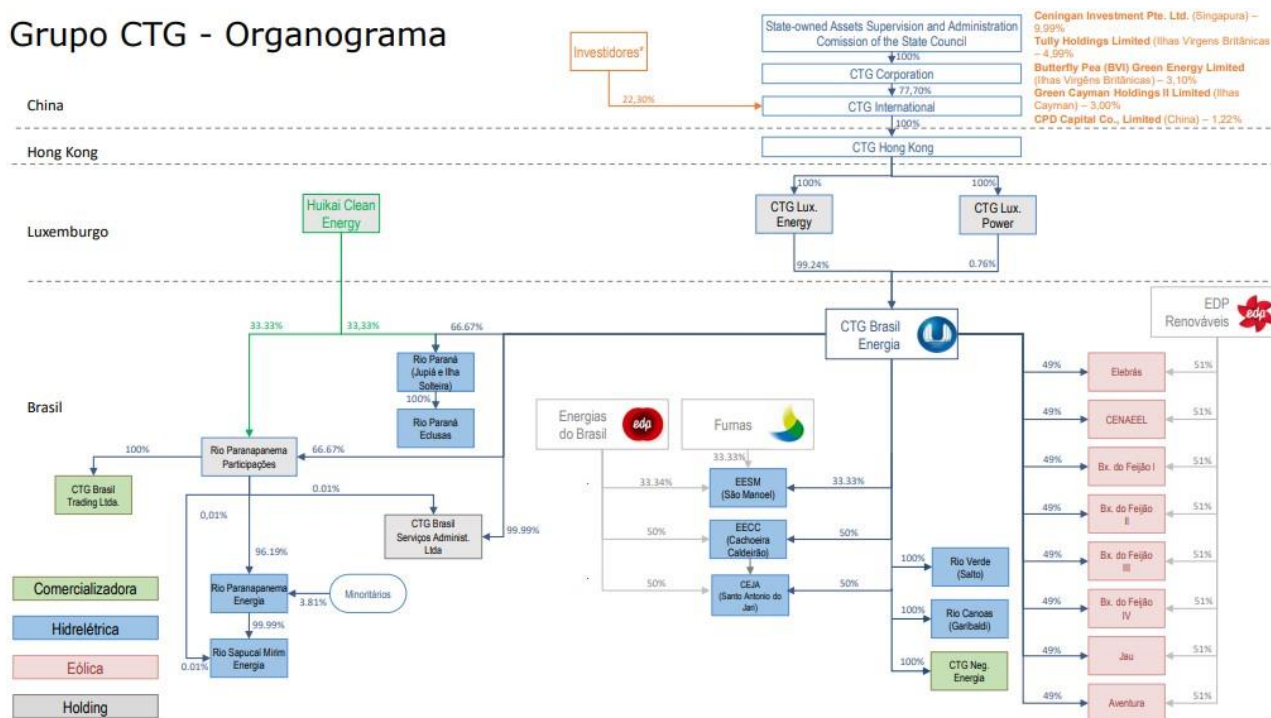 Grupo CTG - Organograma
State-owned Assets Supervision and Administration
Comission of the State Council
Ceningan Investment Pte. Ltd. (Singapura) –
9,99%
Tully Holdings Limited (Ilhas Virgens Britânicas
– 4,99%
Butterfly Pea (BVI) Green Energy Limited
(Ilhas Virgêns Britânicas) – 3,10%
Green Cayman Holdings II Limited (Ilhas
Cayman) – 3,00%
CPD Capital Co., Limited (China) – 1,22%
Investidores*
100%
CTG Corporation
77,70%
22,30%
CTG International
China
100%
Hong Kong
CTG Hong Kong
100%
100%
Huikai Clean
Energy
CTG Lux.
Energy
CTG Lux.
Power
Luxemburgo
99.24%
0.76%
EDP
Renováveis
edp
33.33%
33,33%
66.67%
CTG Brasil
Energia
Rio Paraná
(Jupiá e Ilha
Solteira)
49%
Elebrás
51%
100%
Brasil
Rio Paraná
Eclusas
Energias
do Brasil
edp
Furnas
49%
CENAEEL
51%
100%
Rio Paranapanema
Participações
66.67%
33.33%
49%
Bx. do Feijão I
51%
CTG Brasil
Trading Ltda.
0.01%
33.34%
EESM
(São Manoel)
33.33%
0,01%
CTG Brasil
Serviços Administ.
Ltda
99.99%
49%
Bx. do Feijão
II
51%
50%
EECC
(Cachoeira
Caldeirão)
50%
96.19%
100%
Rio Verde
(Salto)
49%
Bx. do Feijão
III
51%
Comercializadora
Rio Paranapanema
Energia
3.81%
Minoritários
50%
CEJA
(Santo Antonio do
Jari)
50%
100%
Rio Canoas
(Garibaldi)
49%
Bx. do Feijão
IV
51%
Hidrelétrica
99.99%
Rio Sapucaí Mirim
Energia
0.01%
100%
CTG Neg.
Energia
49%
Jau
51%
Eólica
49%
Aventura
51%
Holding